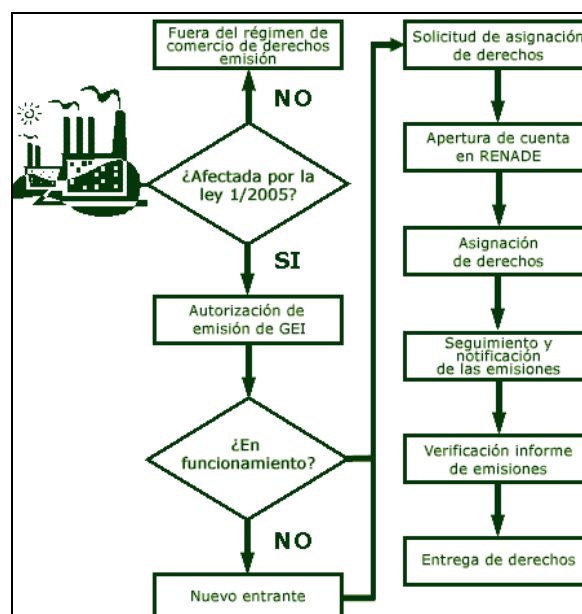 Fuera del régimen de
comercio de derechos
emisión
NO
¿Afectada por la
ley 1/2005?
SI
Autorización de
emisión de GEI
¿En
funcionamiento?
NO
Nuevo entrante
Solicitud de asignación
de derechos
Apertura de cuenta
en RENADE
Asignación
de derechos
Seguimiento y
notificación
de las emisiones
Verificación informe
de emisiones
Entrega de derechos